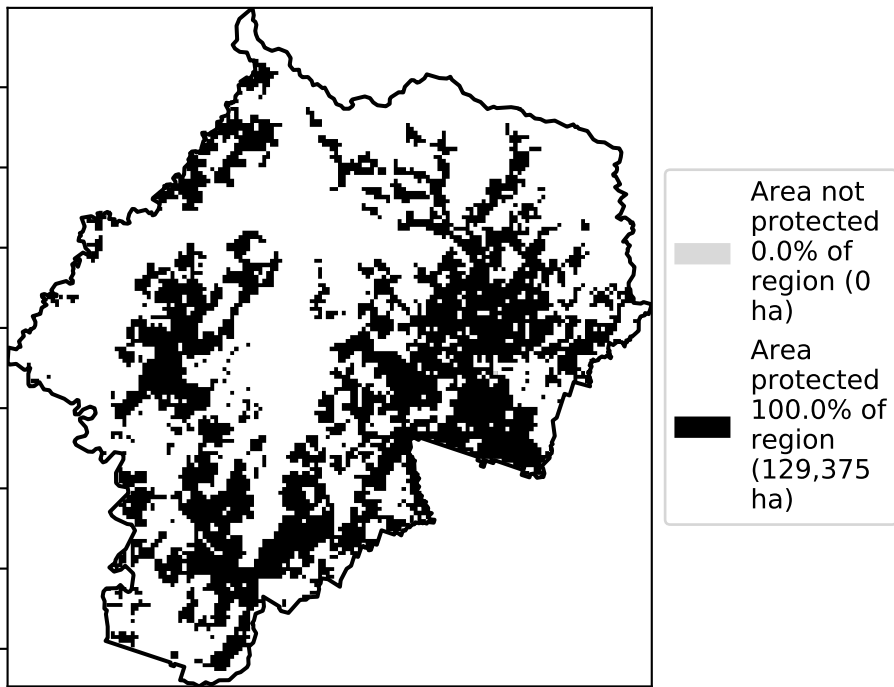 Area not
protected
0.0% of
region (0
ha)
Area
protected
100.0% of
region
(129,375
ha)